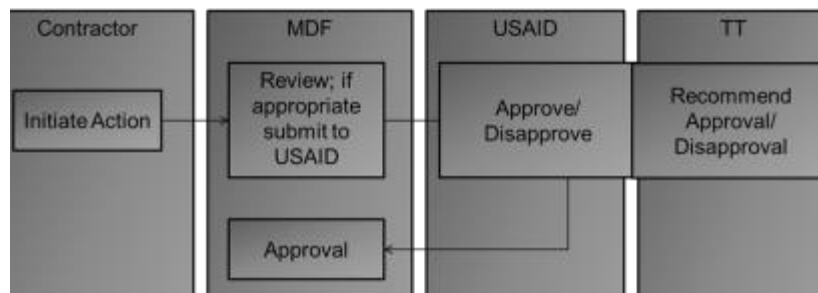 Contractor
MDF
USAID
TT
Initiate Action
Review; if
appropriate
submit to
USAID
Approve/
Disapprove
Recommend
Approval/
Disapproval
Approval